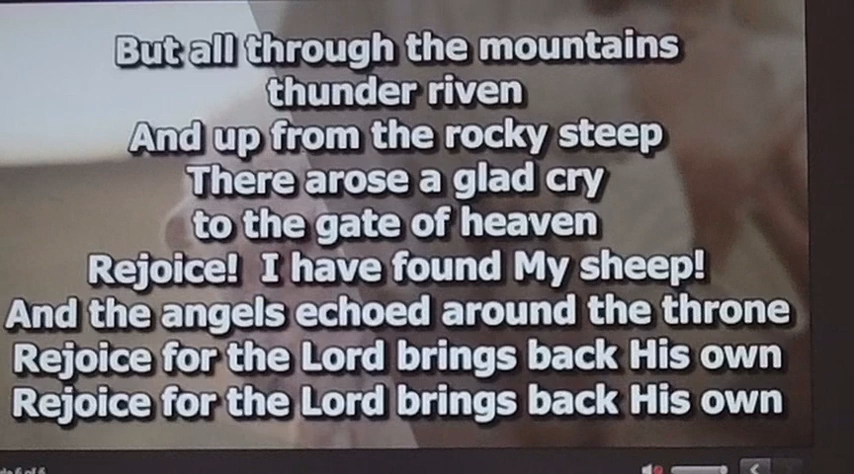 But all through the mountains
thunder riven
And up from the rocky steep
There arose a glad cry
to the gate of heaven
Rejoice!  I have found My sheep!
And the angels echoed around the throne
Rejoice for the Lord brings back His own
Rejoice for the Lord brings back His own